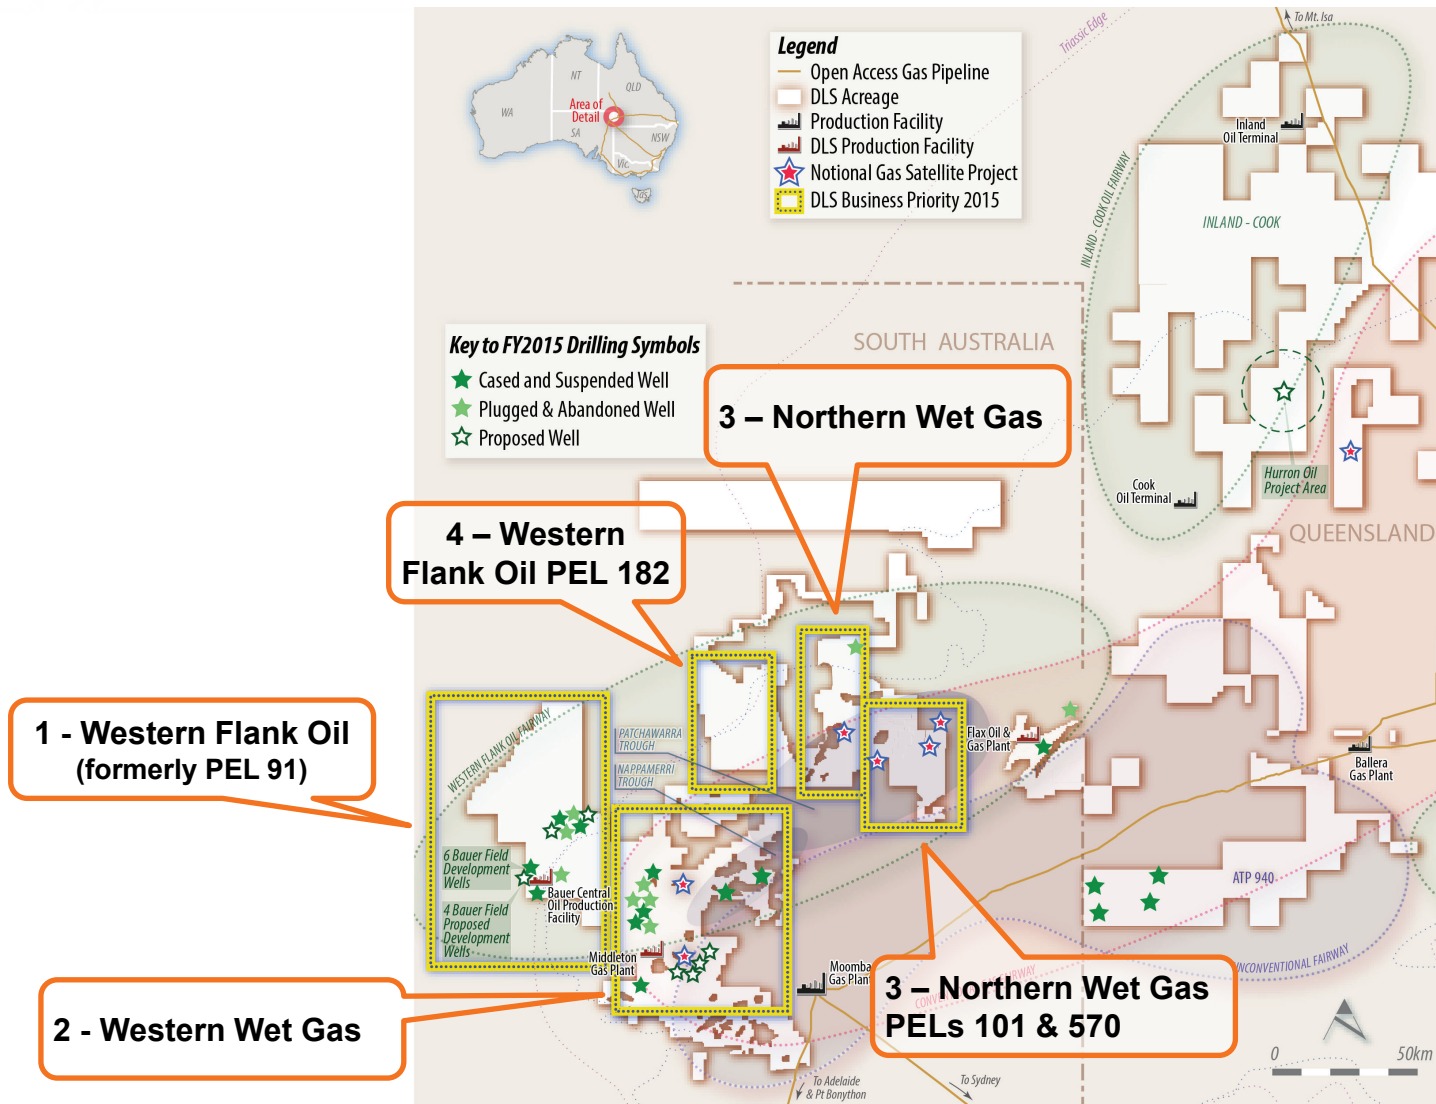 To Mt. Isa
Triassic Edge
NT
QLD
WA
Area of
Detail
SA
NSW
Vic.
Tas
Legend
Open Access Gas Pipeline
DLS Acreage
Production Facility
DLS Production Facility
Notional Gas Satellite Project
DLS Business Priority 2015
Inland
Oil Terminal
INLAND - COOK OIL FAIRWAY
INLAND - COOK
SOUTH AUSTRALIA
Key to FY2015 Drilling Symbols
Cased and Suspended Well
Plugged & Abandoned Well
Proposed Well
3 – Northern Wet Gas
Cook
Oil Terminal
Hurron Oil
Project Area
QUEENSLAND
4 – Western
Flank Oil PEL 182
1 - Western Flank Oil
(formerly PEL 91)
WESTERN FLANK OIL FAIRWAY
PATCHAWARRA
TROUGH
NAPPAMERRI
TROUGH
Flax Oil &
Gas Plant
Ballera
Gas Plant
6 Bauer Field
Development
Wells
Bauer Central
Oil Production
Facility
4 Bauer Field
Proposed
Development
Wells
ATP 940
Middleton
Gas Plant
Moomba
Gas Plant
UNCONVENTIONAL FAIRWAY
CONV
FAIRWAY
3 – Northern Wet Gas
PELs 101 & 570
2 - Western Wet Gas
0
50km
To Adelaide
& Pt Bonython
To Sydney